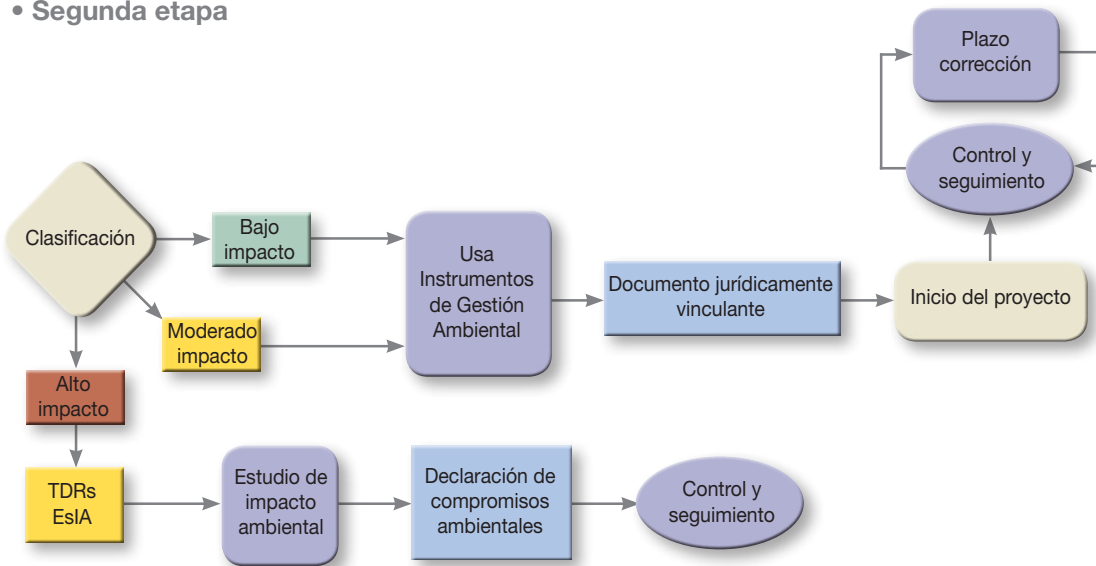 • Segunda etapa
Plazo
corrección
Control y
seguimiento
Clasificación
Bajo
impacto
Usa
Instrumentos
de Gestión
Ambiental
Documento jurídicamente
vinculante
Inicio del proyecto
Moderado
impacto
Alto
impacto
TDRs
EsIA
Estudio de
impacto
ambiental
Declaración de
compromisos
ambientales
Control y
seguimiento